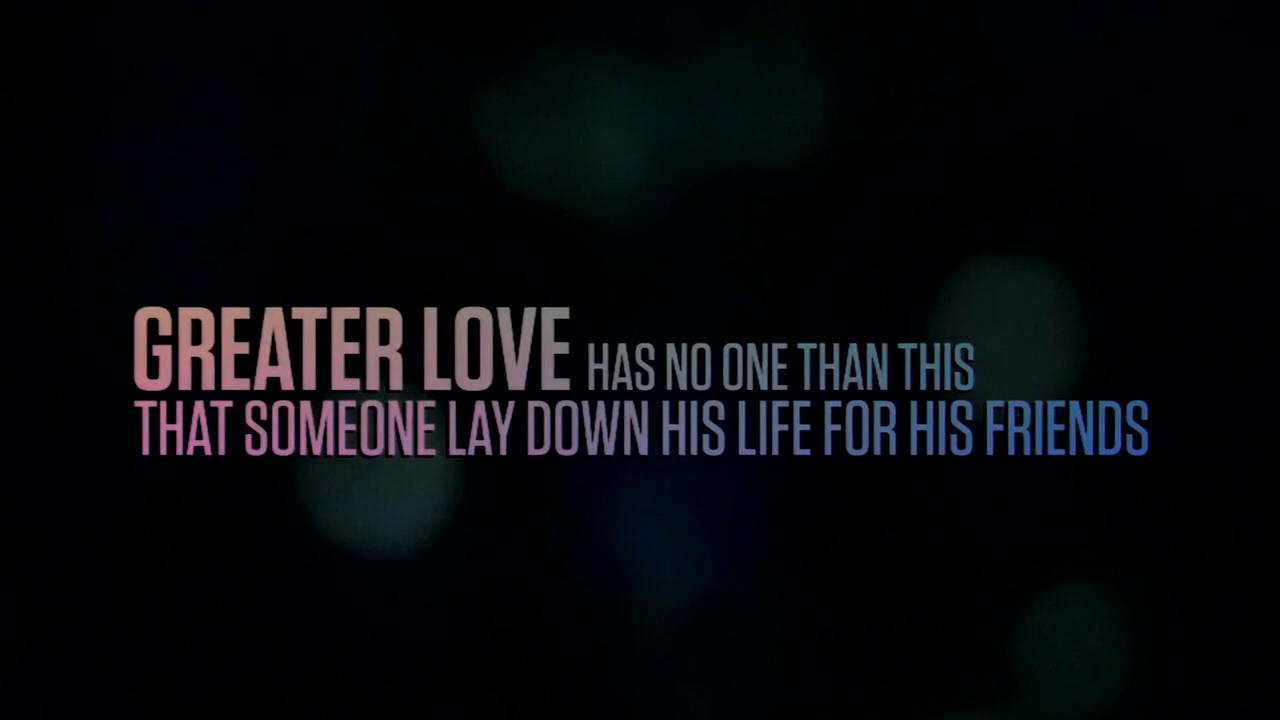 GREATER LOVE HAS NO ONE THAN THIS
THAT SOMEONE LAY DOWN HIS LIFE FOR HIS FRIENDS